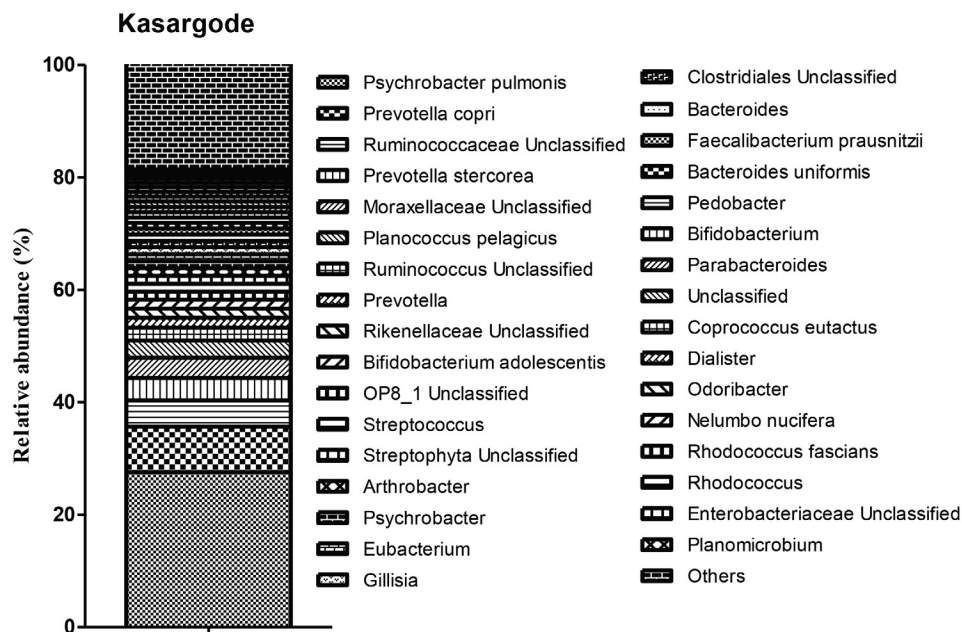 Kasargode
Relative abundance (%)
100
80
60
40
20
0
Psychrobacter pulmonis
Prevotella copri
Ruminococcaceae Unclassified
Prevotella stercorea
Moraxellaceae Unclassified
Planococcus pelagicus
Ruminococcus Unclassified
Prevotella
Rikenellaceae Unclassified
Bifidobacterium adolescentis
OP8_1 Unclassified
Streptococcus
Streptophyta Unclassified
Arthrobacter
Psychrobacter
Eubacterium
Gillisia
Clostridiales Unclassified
Bacteroides
Faecalibacterium prausnitzii
Bacteroides uniformis
Pedobacter
Bifidobacterium
Parabacteroides
Unclassified
Coprococcus eutactus
Dialister
Odoribacter
Nelumbo nucifera
Rhodococcus fascians
Rhodococcus
Enterobacteriaceae Unclassified
Planomicrobium
Others